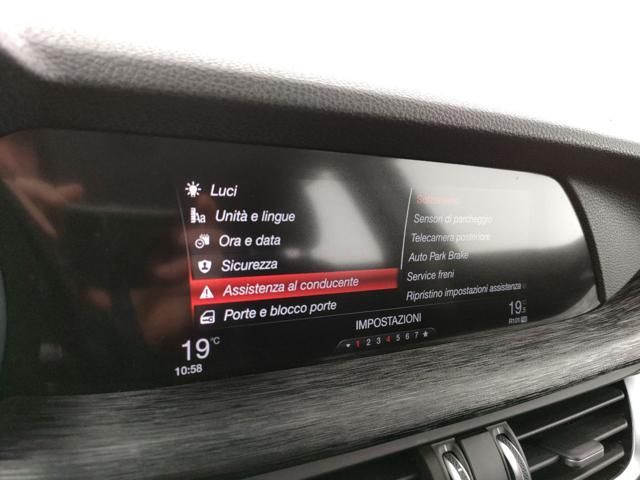 Luci
Unità e lingue
Ora e data
Sicurezza
Assistenza al conducente
Porte e blocco porte
Sensori di parcheggio
Telecamera posteriore
Auto Park Brake
Service freni
Ripristino impostazioni assistenza
IMPOSTAZIONI
1 2 3 4 5 6 7
19 °C
10:58
19